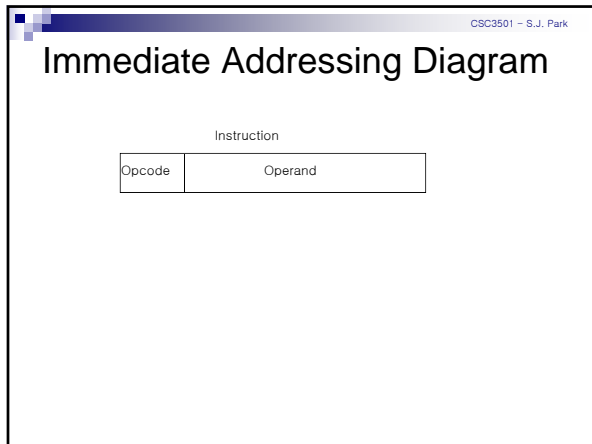 CSC3501 - S.J. Park
Immediate Addressing Diagram
Instruction
Opcode Operand